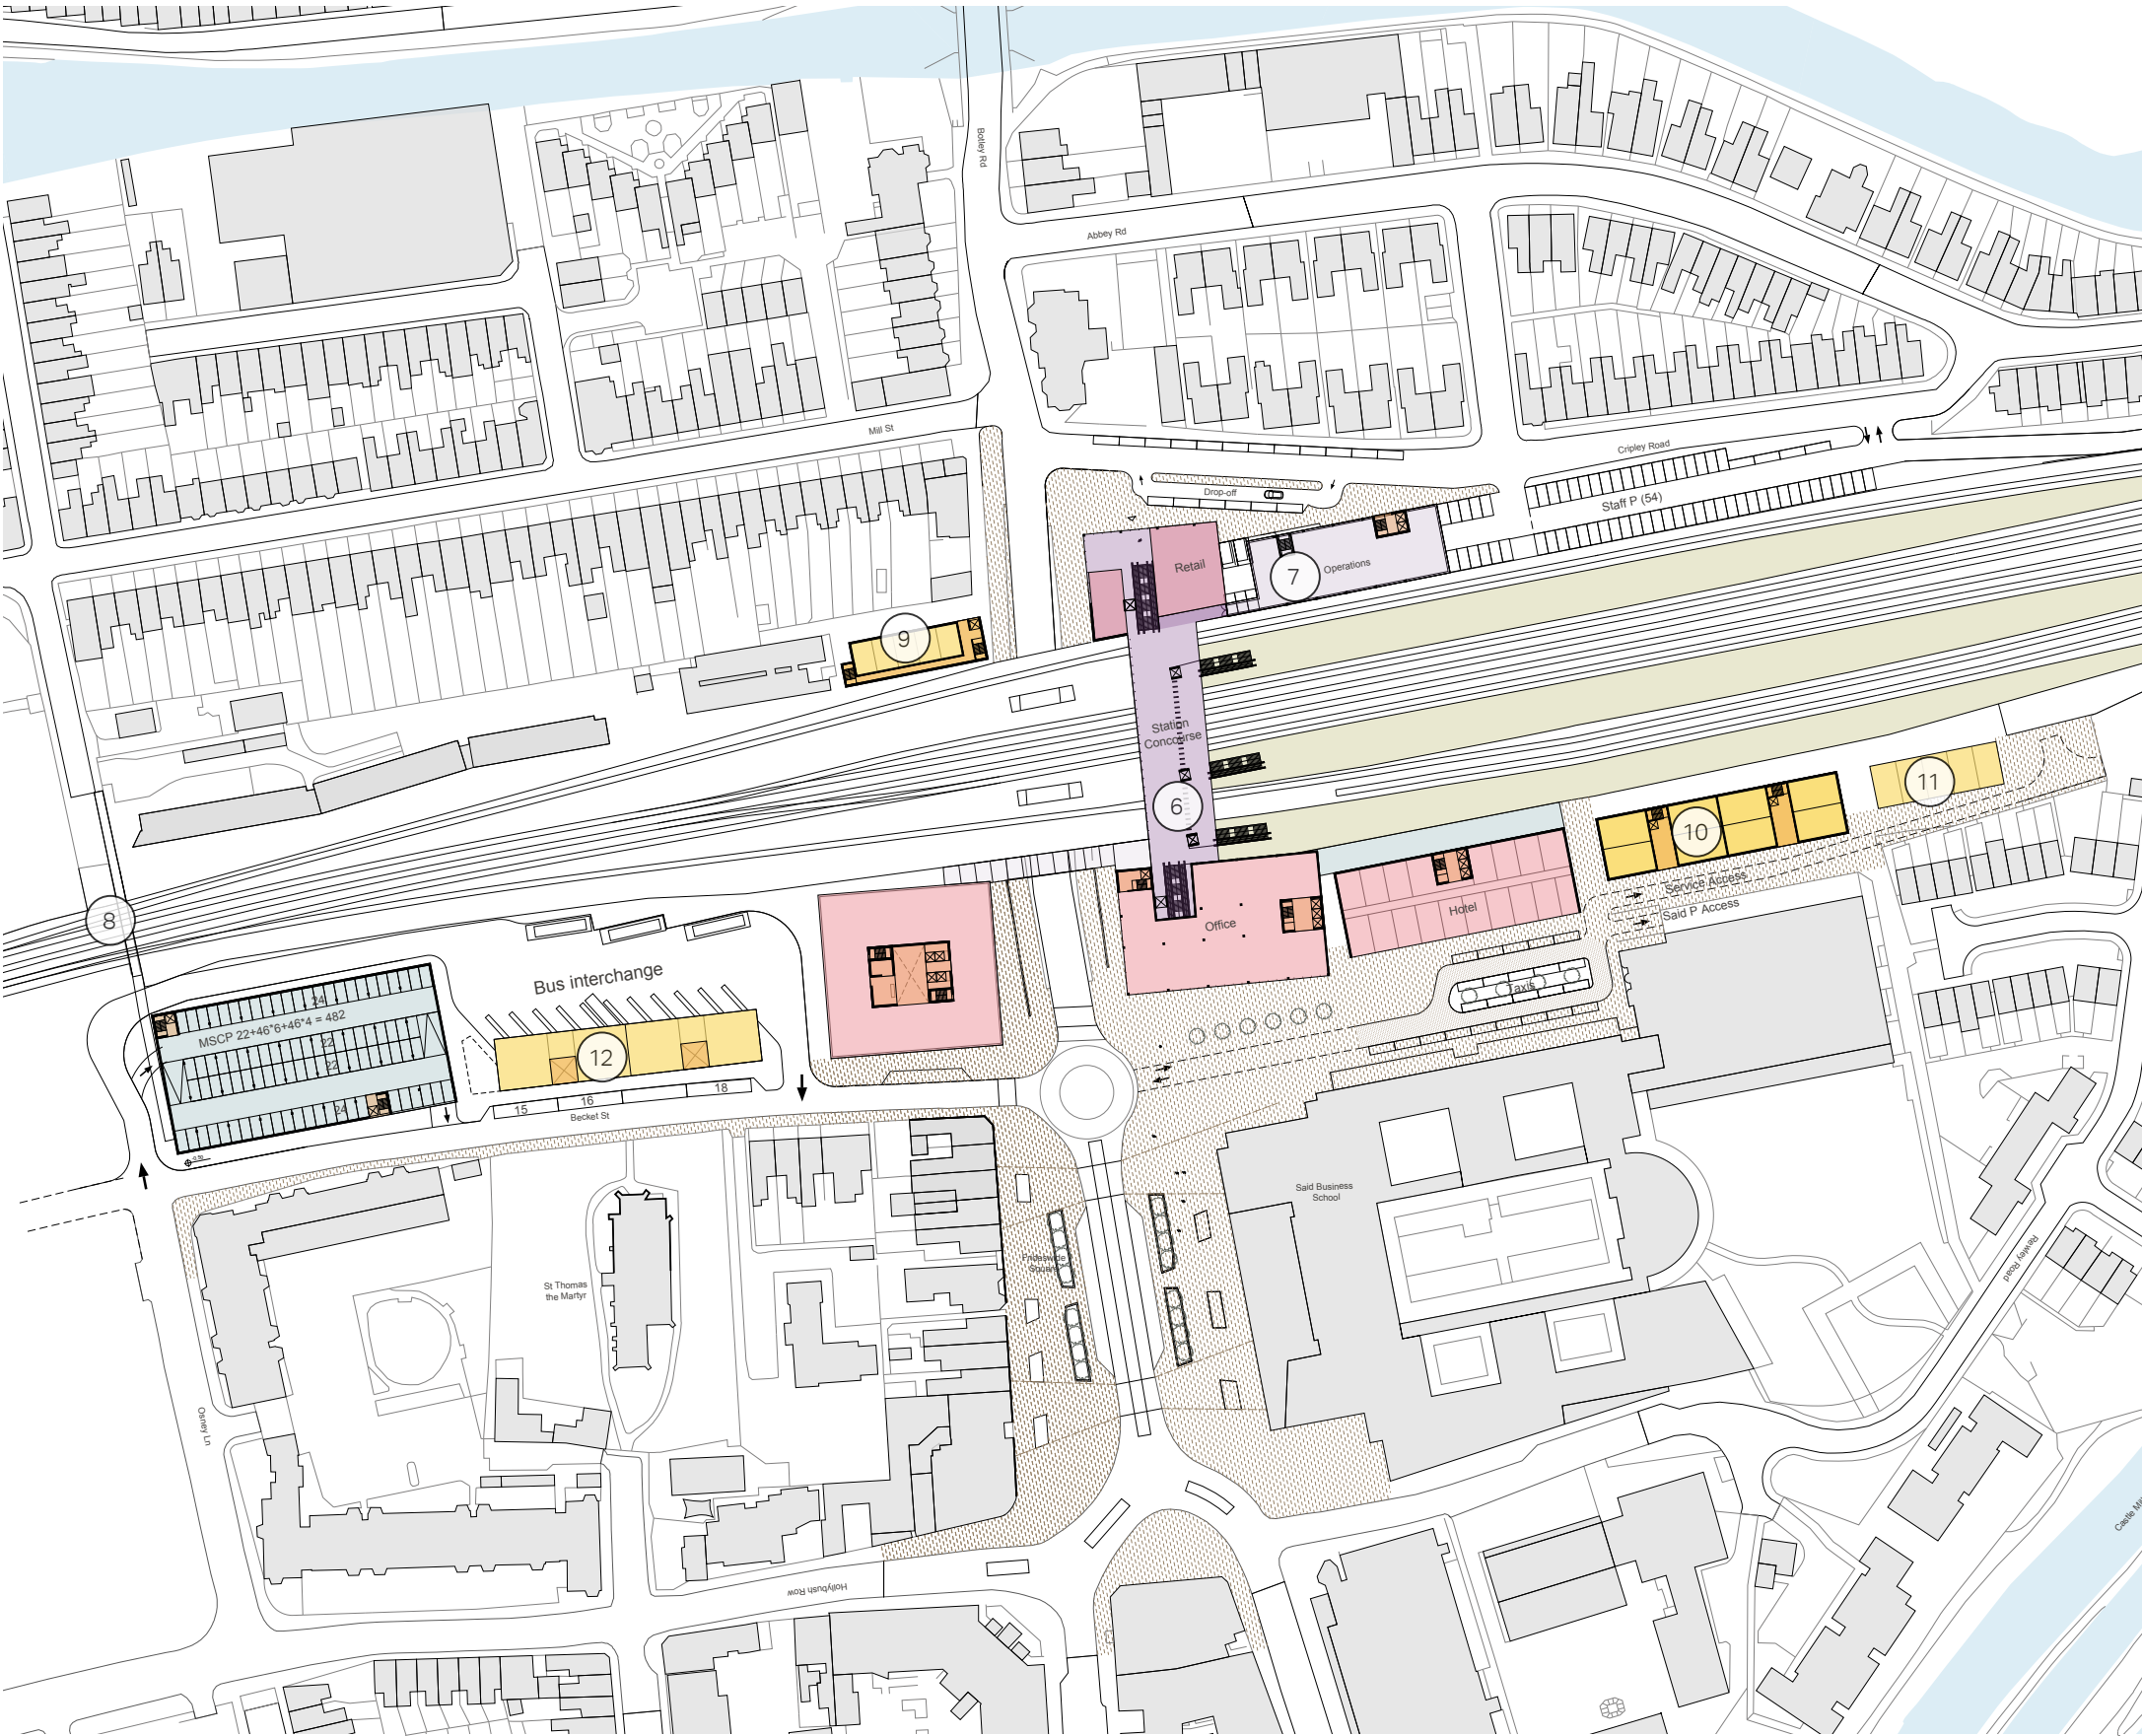 Botley Rd
Abbey Rd
Mill St
Cripley Road
Drop-off
Staff P (54)
Retail
7
Operations
9
Station
Concourse
6
11
10
Service Access
Said P Access
Hotel
Office
8
Bus interchange
Taxis
24
MSCP 22+46*6+46*4 = 482
22
22
24
12
15
16
18
Becket St
Said Business
School
Frideswide
Square
St Thomas
the Martyr
Rewley Road
Osney Ln
Hollybush Row